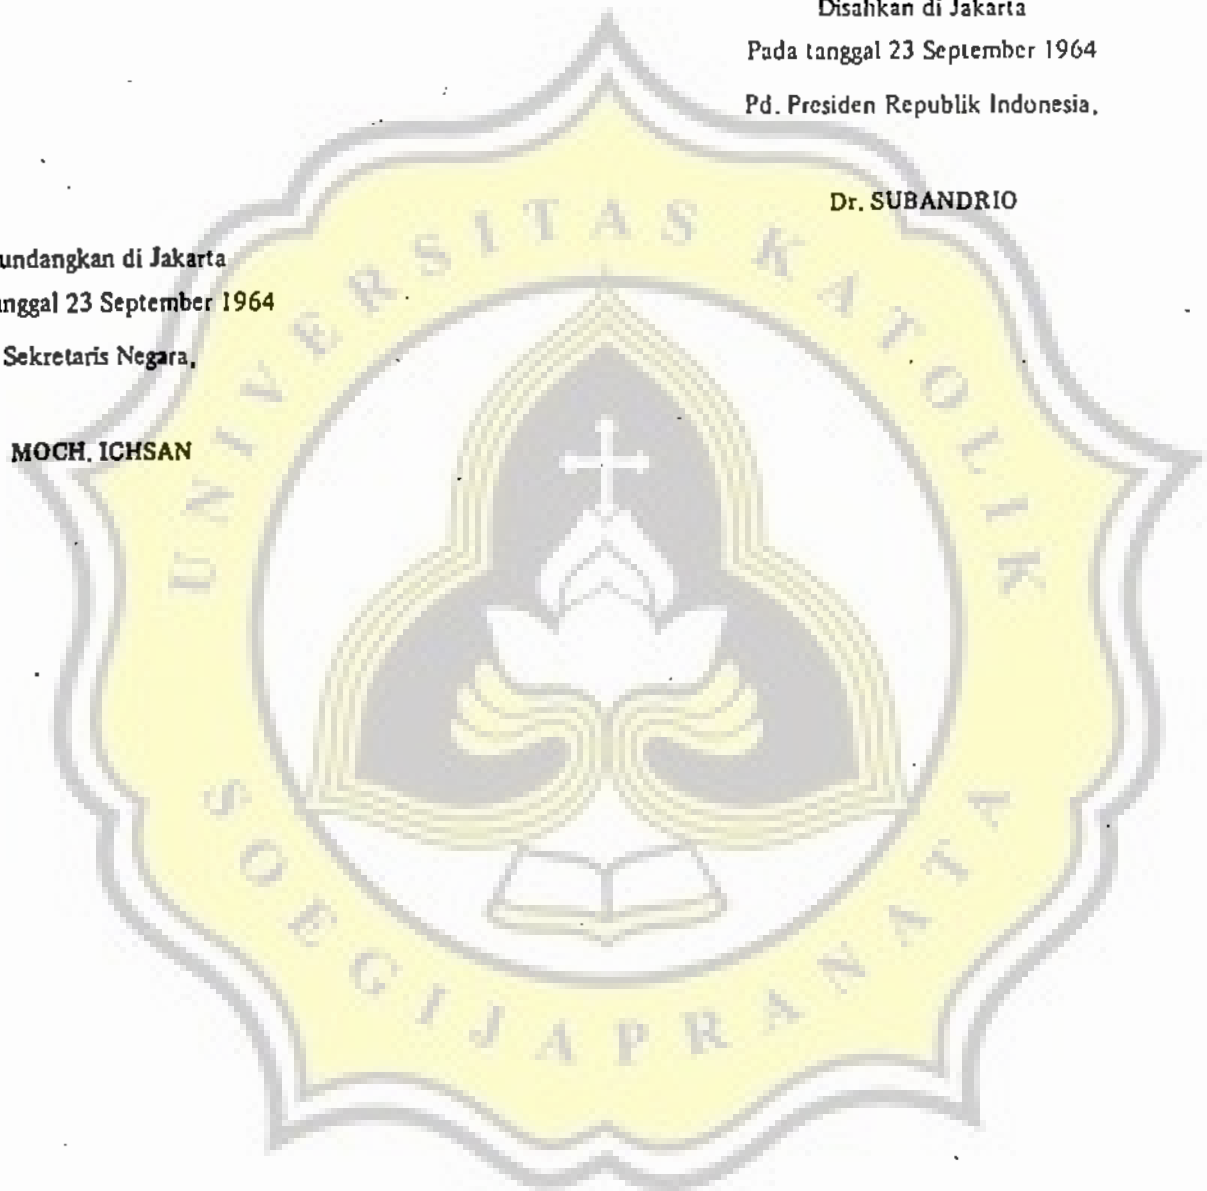 Disahkan di Jakarta
Pada tanggal 23 September 1964
Pd. Presiden Republik Indonesia,
Dr. SUBANDRIO
undangkan di Jakarta
nggal 23 September 1964
Sekretaris Negara,
MOCH. ICHSAN
UNIVERSITAS KATOLIK
SOEGIJAPRANATA